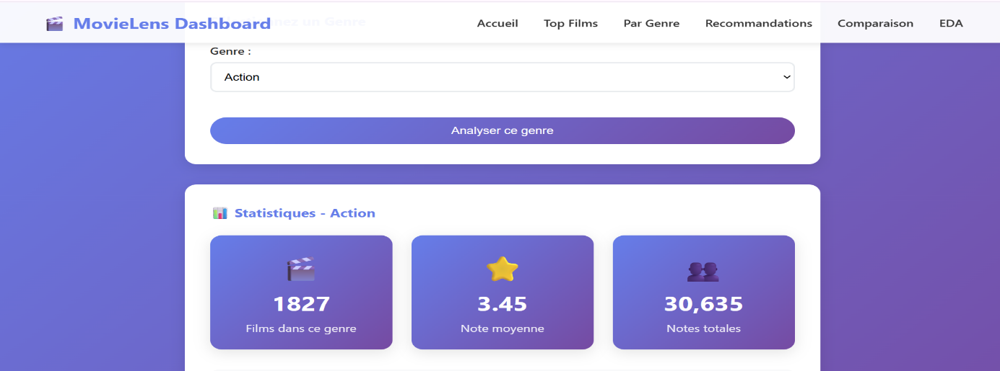 MovieLens Dashboard
Accueil Top Films Par Genre Recommandations Comparaison EDA
nez un Genre
Genre :
Action
Analyser ce genre
Statistiques - Action
1827
Films dans ce genre
3.45
Note moyenne
30,635
Notes totales